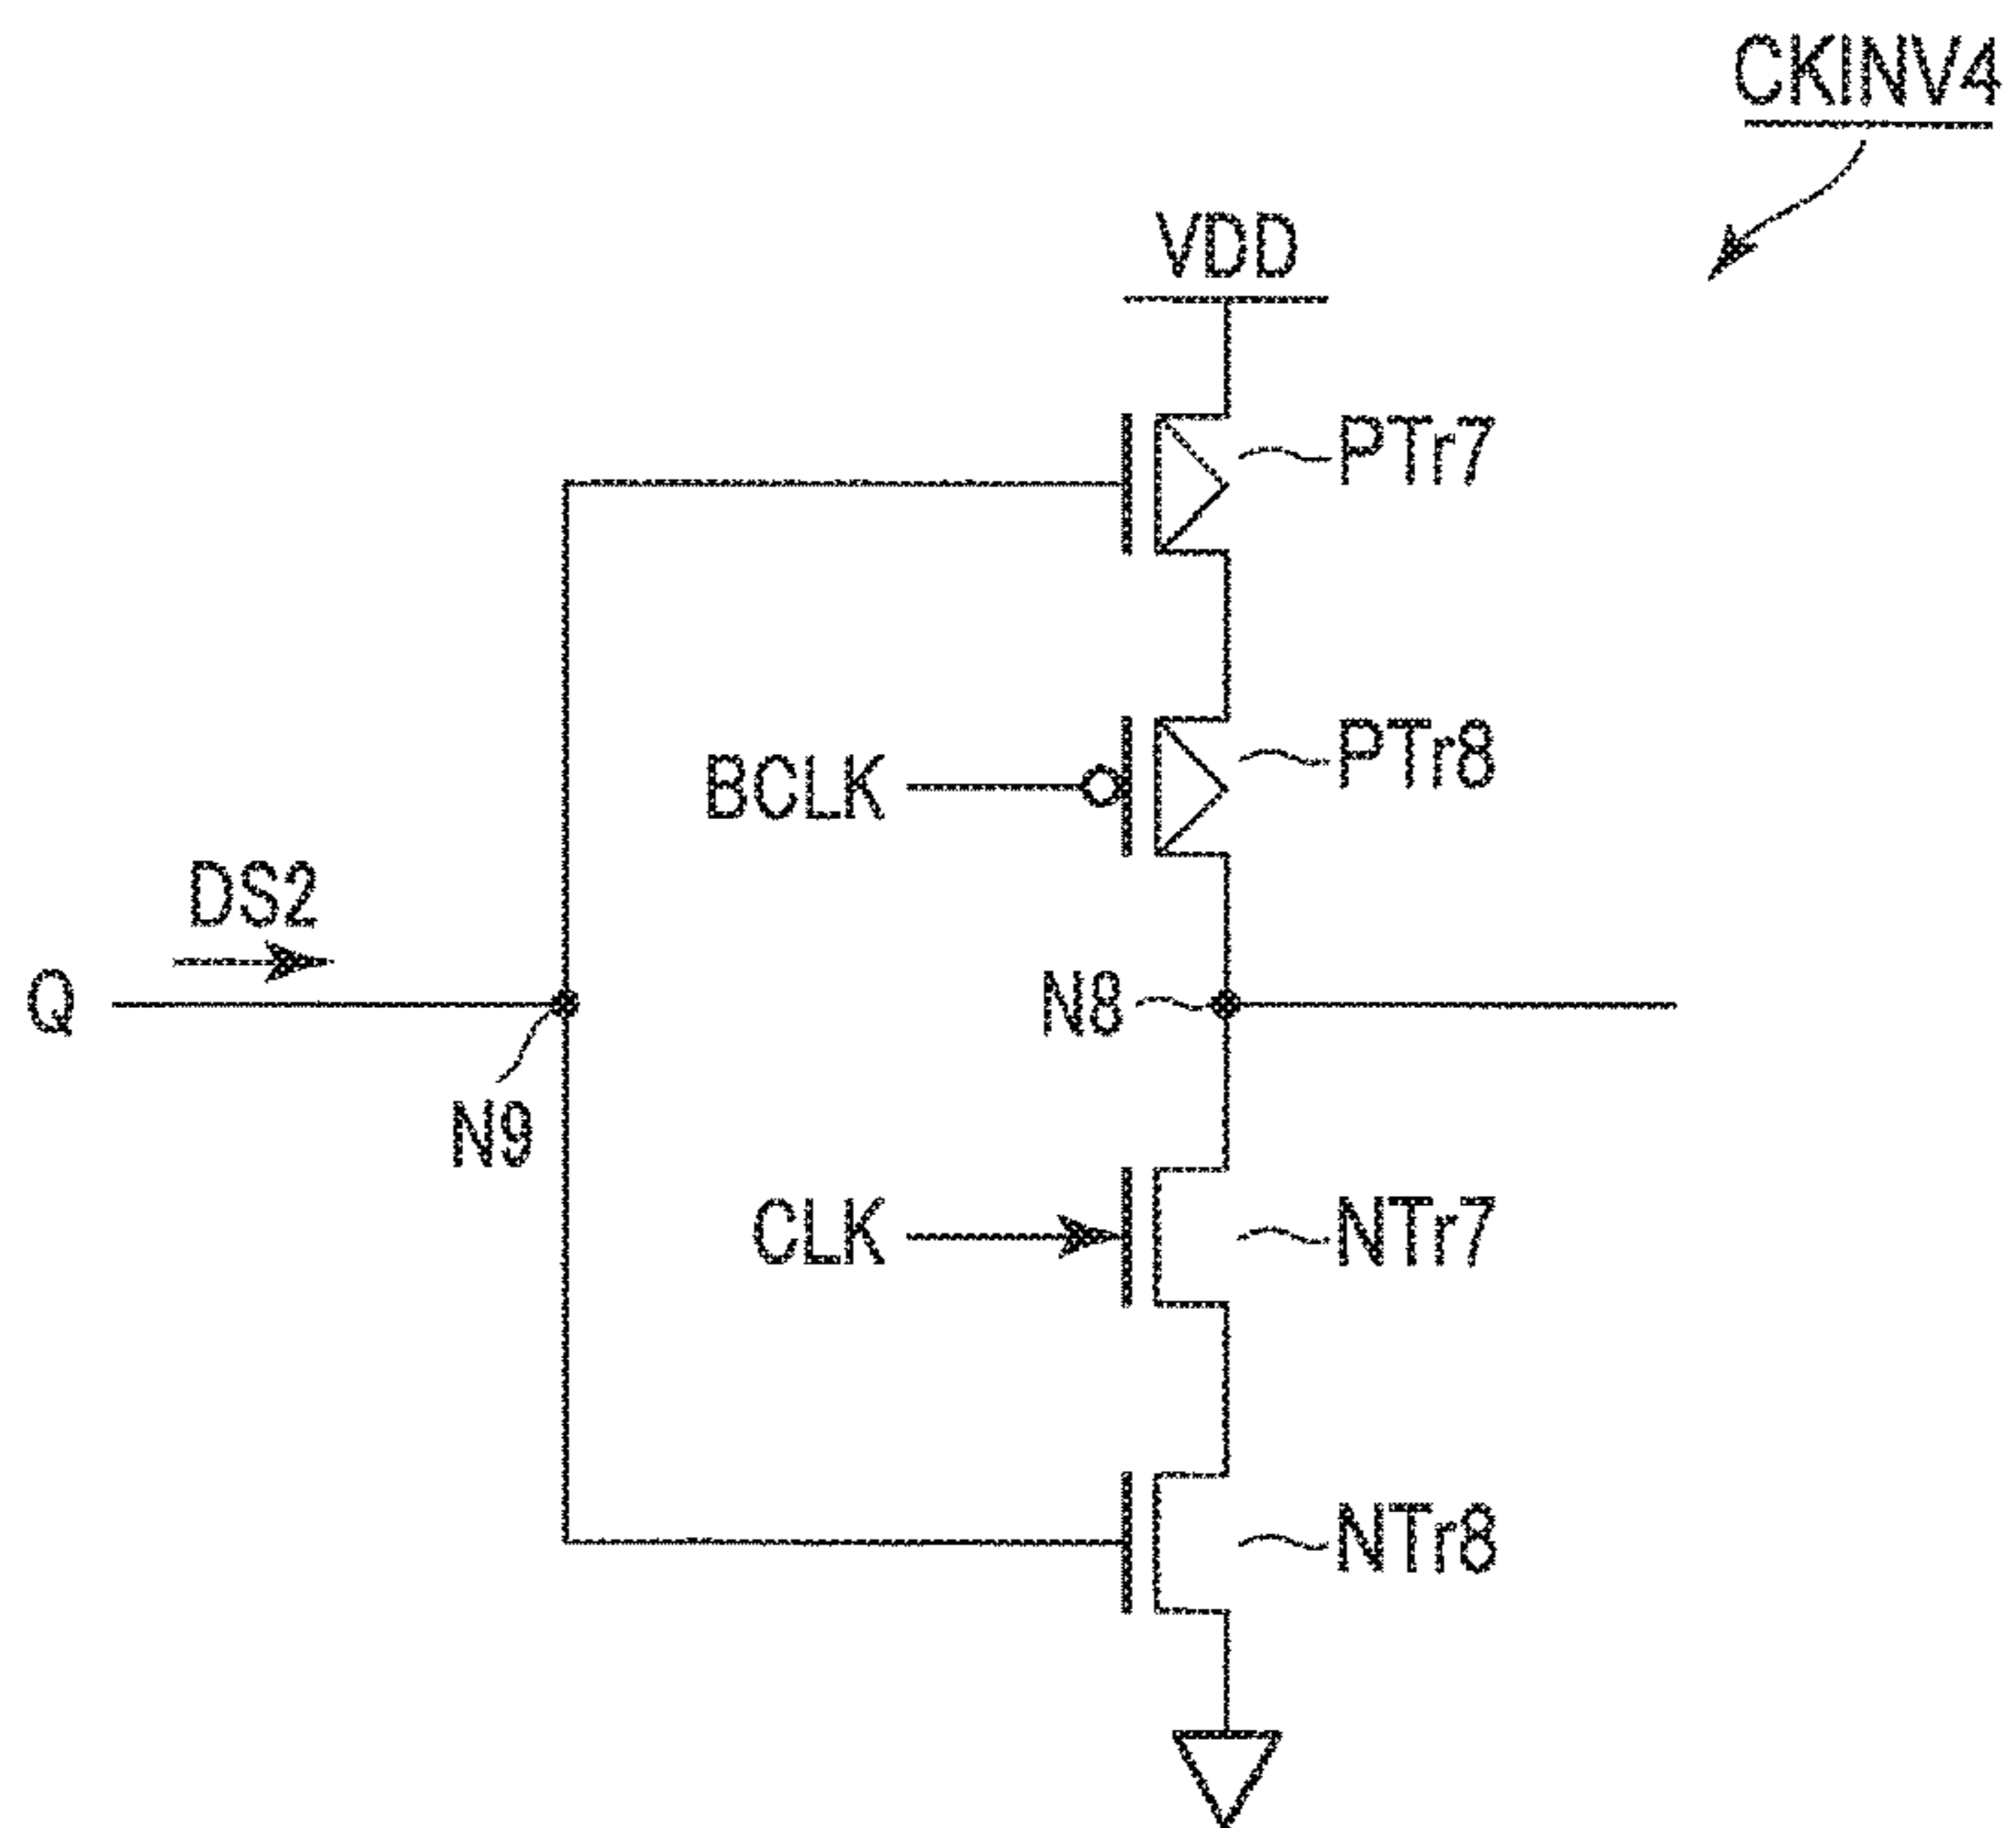 CKINV4
VDD
PTr7
PTr8
BCLK
DS2
Q
N8
N9
CLK
NTr7
NTr8